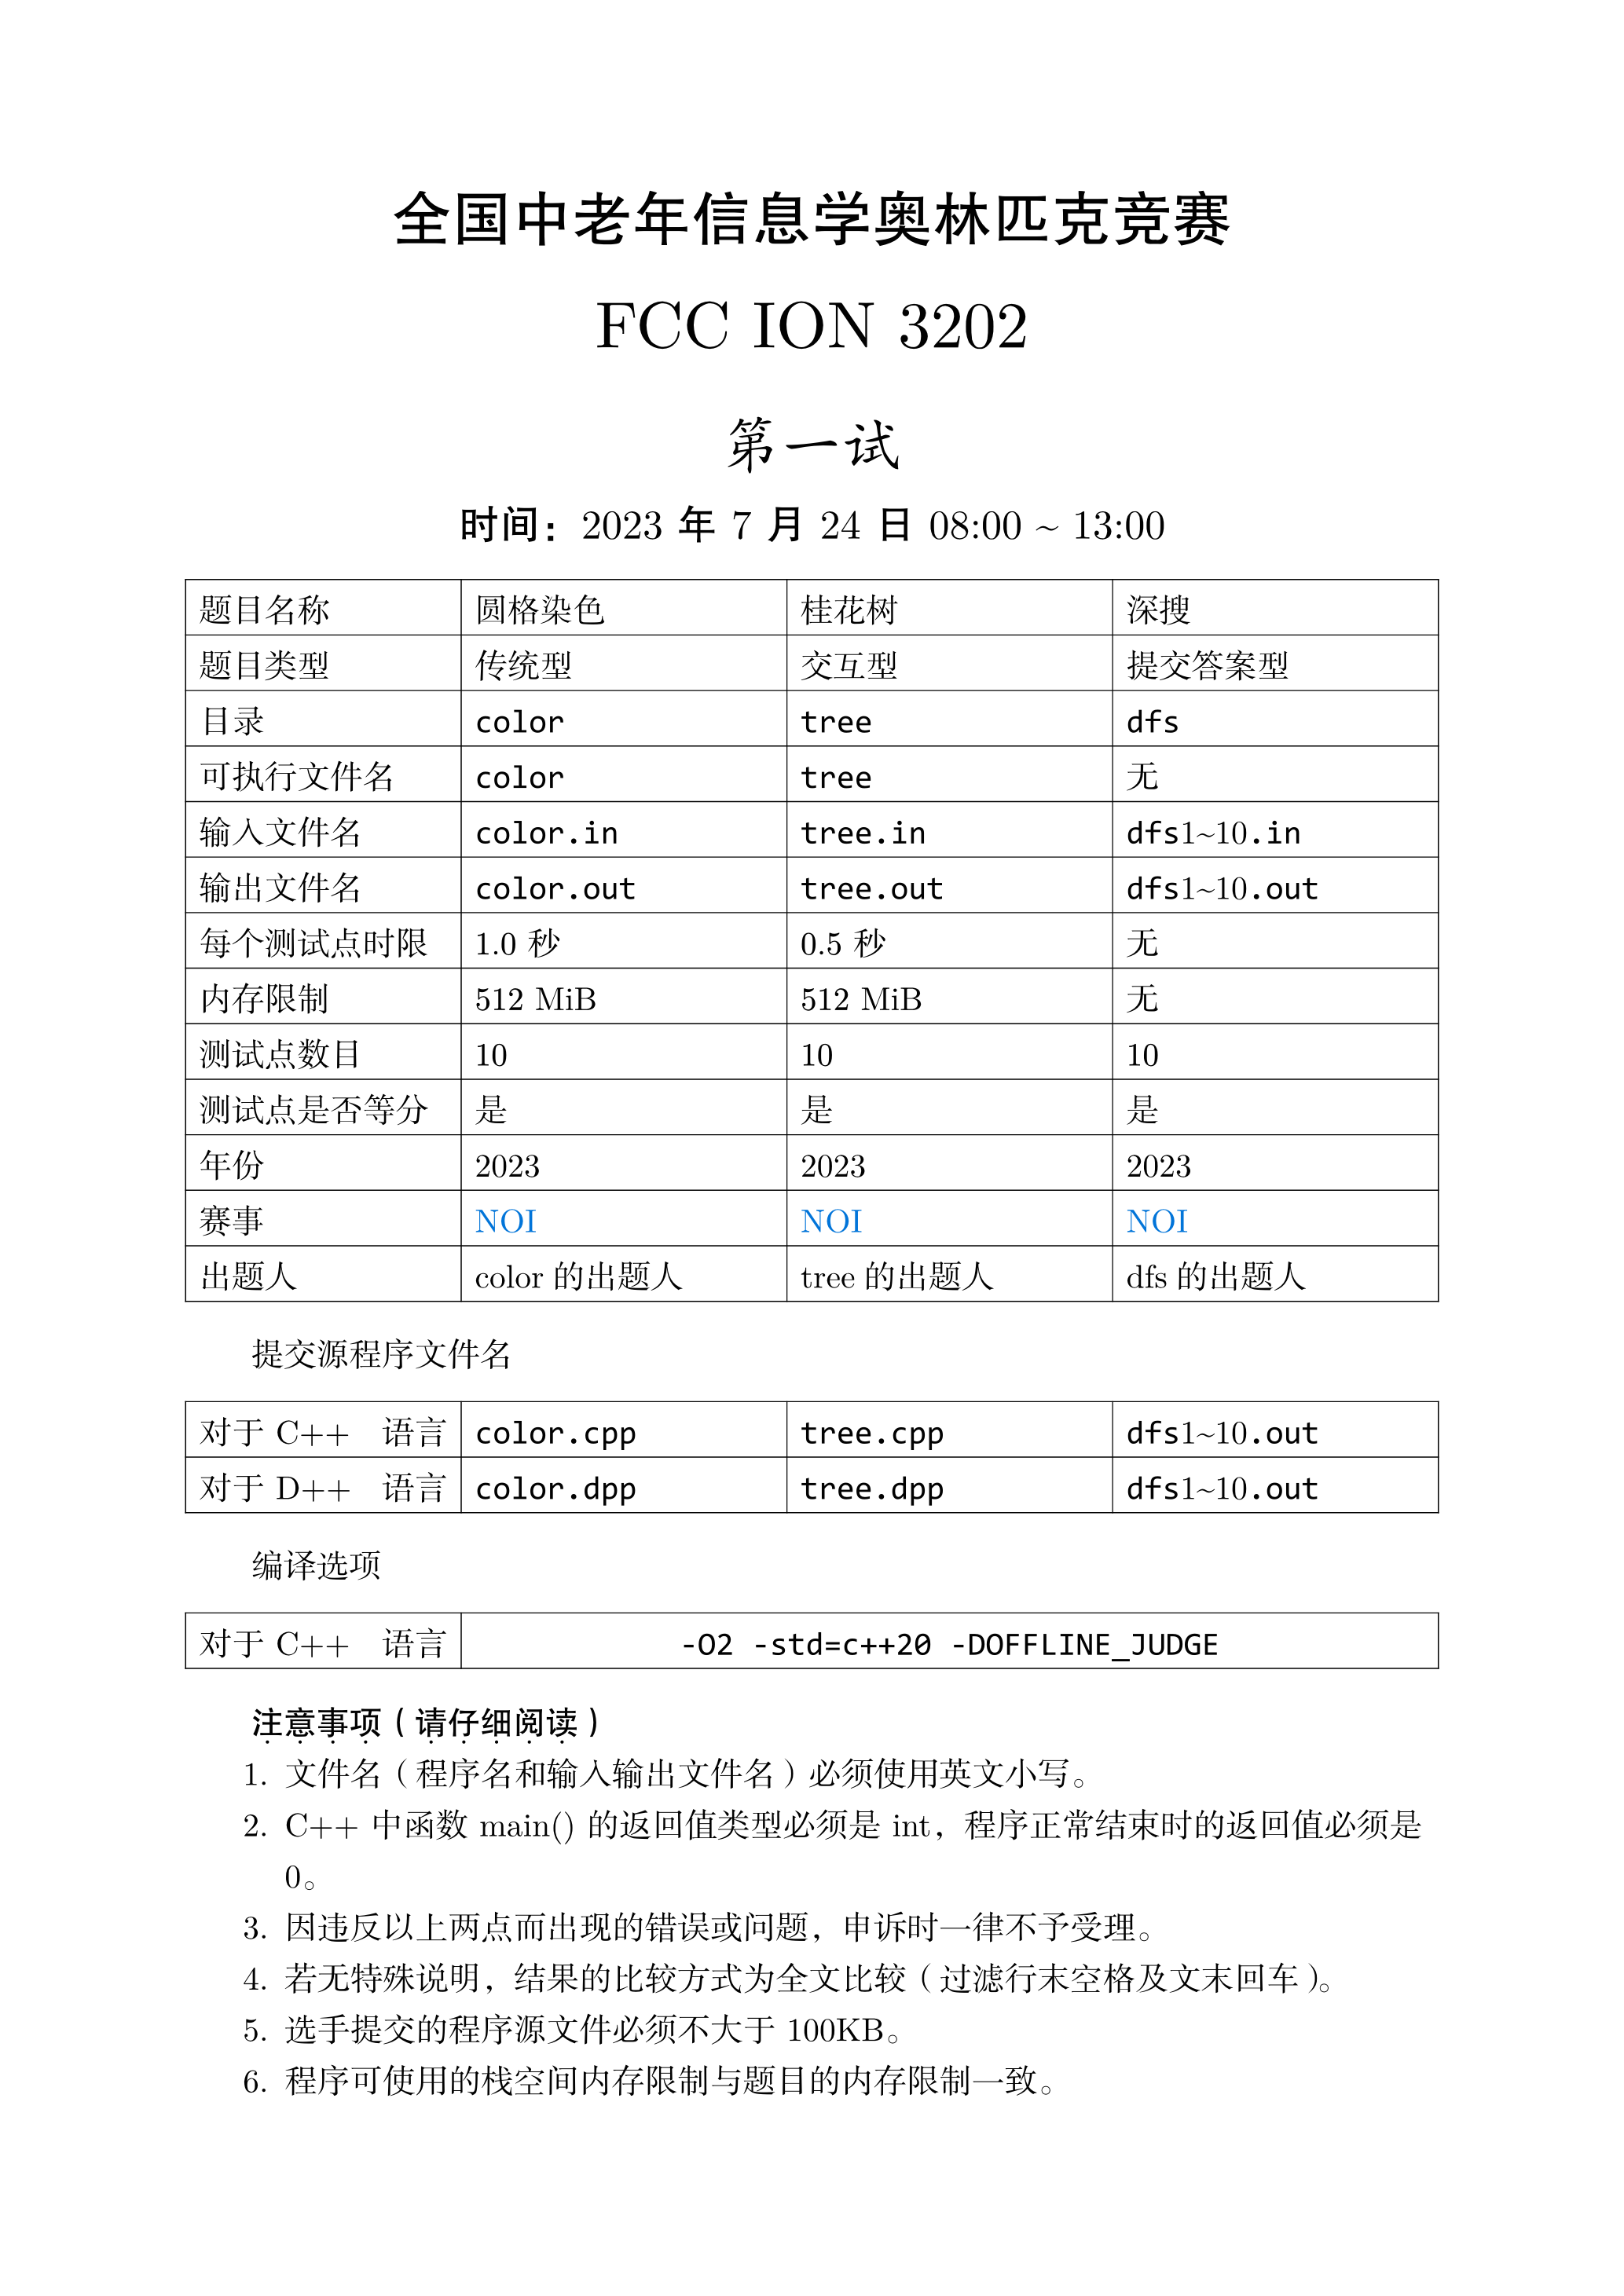 全国中老年信息学奥林匹克竞赛
FCC ION 3202
第一试
时间：2023 年 7 月 24 日 08:00 ~ 13:00
题目名称 圆格染色 桂花树 深搜
题目类型 传统型 交互型 提交答案型
目录 color tree dfs
可执行文件名 color tree 无
输入文件名 color.in tree.in dfs1~10.in
输出文件名 color.out tree.out dfs1~10.out
每个测试点时限 1.0 秒 0.5 秒 无
内存限制 512 MiB 512 MiB 无
测试点数目 10 10 10
测试点是否等分 是 是 是
年份 2023 2023 2023
赛事 NOI NOI NOI
出题人 color 的出题人 tree 的出题人 dfs 的出题人
提交源程序文件名
对于 C++ 语言 color.cpp tree.cpp dfs1~10.out
对于 D++ 语言 color.dpp tree.dpp dfs1~10.out
编译选项
对于 C++ 语言 -O2 -std=c++20 -DOFFLINE_JUDGE
注意事项（请仔细阅读）
1. 文件名（程序名和输入输出文件名）必须使用英文小写。
2. C++ 中函数 main() 的返回值类型必须是 int，程序正常结束时的返回值必须是
0。
3. 因违反以上两点而出现的错误或问题，申诉时一律不予受理。
4. 若无特殊说明，结果的比较方式为全文比较（过滤行末空格及文末回车）。
5. 选手提交的程序源文件必须不大于 100KB。
6. 程序可使用的栈空间内存限制与题目的内存限制一致。